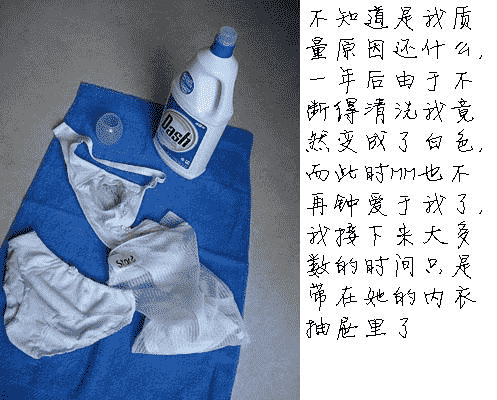 Dash
Sloggi
不知道是我质
量原因还什么,
一年后由于不
断得清洗我竟
然变成了白色,
而此时MM也不
再钟爱于我了,
我接下来大多
数的时间只是
带在她的内衣
抽屉里了